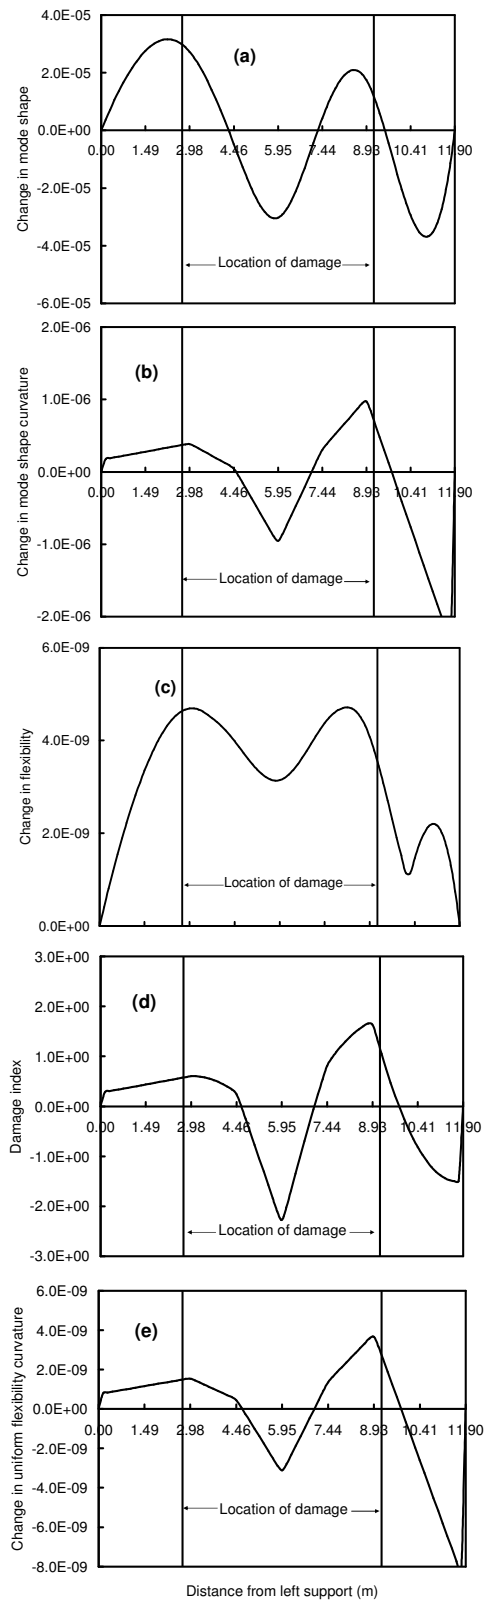 4.0E-05
(a)
2.0E-05
0.0E+00
0.00 1.49 2.98 4.46 5.95 7.44 8.93 10.41 11.90
-2.0E-05
-4.0E-05
Location of damage
-6.0E-05
Change in mode shape
2.0E-06
(b)
1.0E-06
0.0E+00
0.00 1.49 2.98 4.46 5.95 7.44 8.93 10.41 11.90
-1.0E-06
Location of damage
-2.0E-06
Change in mode shape curvature
6.0E-09
(c)
4.0E-09
2.0E-09
Location of damage
0.0E+00
Change in flexibility
3.0E+00
(d)
2.0E+00
1.0E+00
0.0E+00
0.00 1.49 2.98 4.46 5.95 7.44 8.93 10.41 11.90
-1.0E+00
-2.0E+00
Location of damage
-3.0E+00
Damage index
6.0E-09
(e)
4.0E-09
2.0E-09
0.0E+00
0.00 1.49 2.98 4.46 5.95 7.44 8.93 10.41 11.90
-2.0E-09
-4.0E-09
Location of damage
-6.0E-09
-8.0E-09
Change in uniform flexibility curvature
Distance from left support (m)